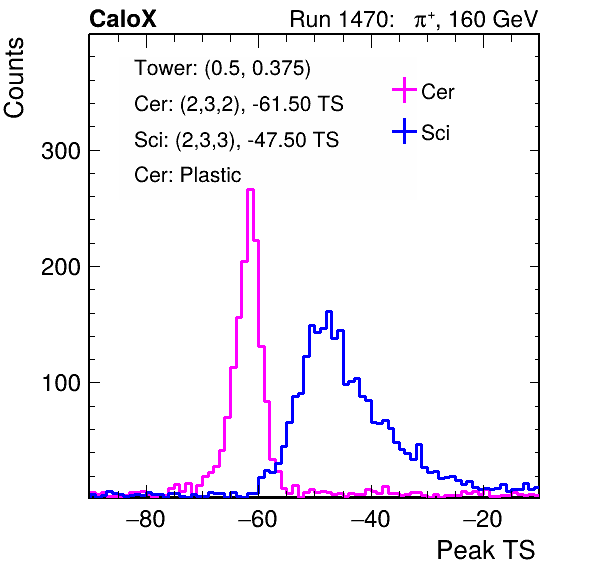 CaloX Run 1470: π⁺, 160 GeV
Counts
Tower: (0.5, 0.375)
Cer: (2,3,2), -61.50 TS
Sci: (2,3,3), -47.50 TS
Cer: Plastic
Cer
Sci
300
200
100
−80 −60 −40 −20
Peak TS